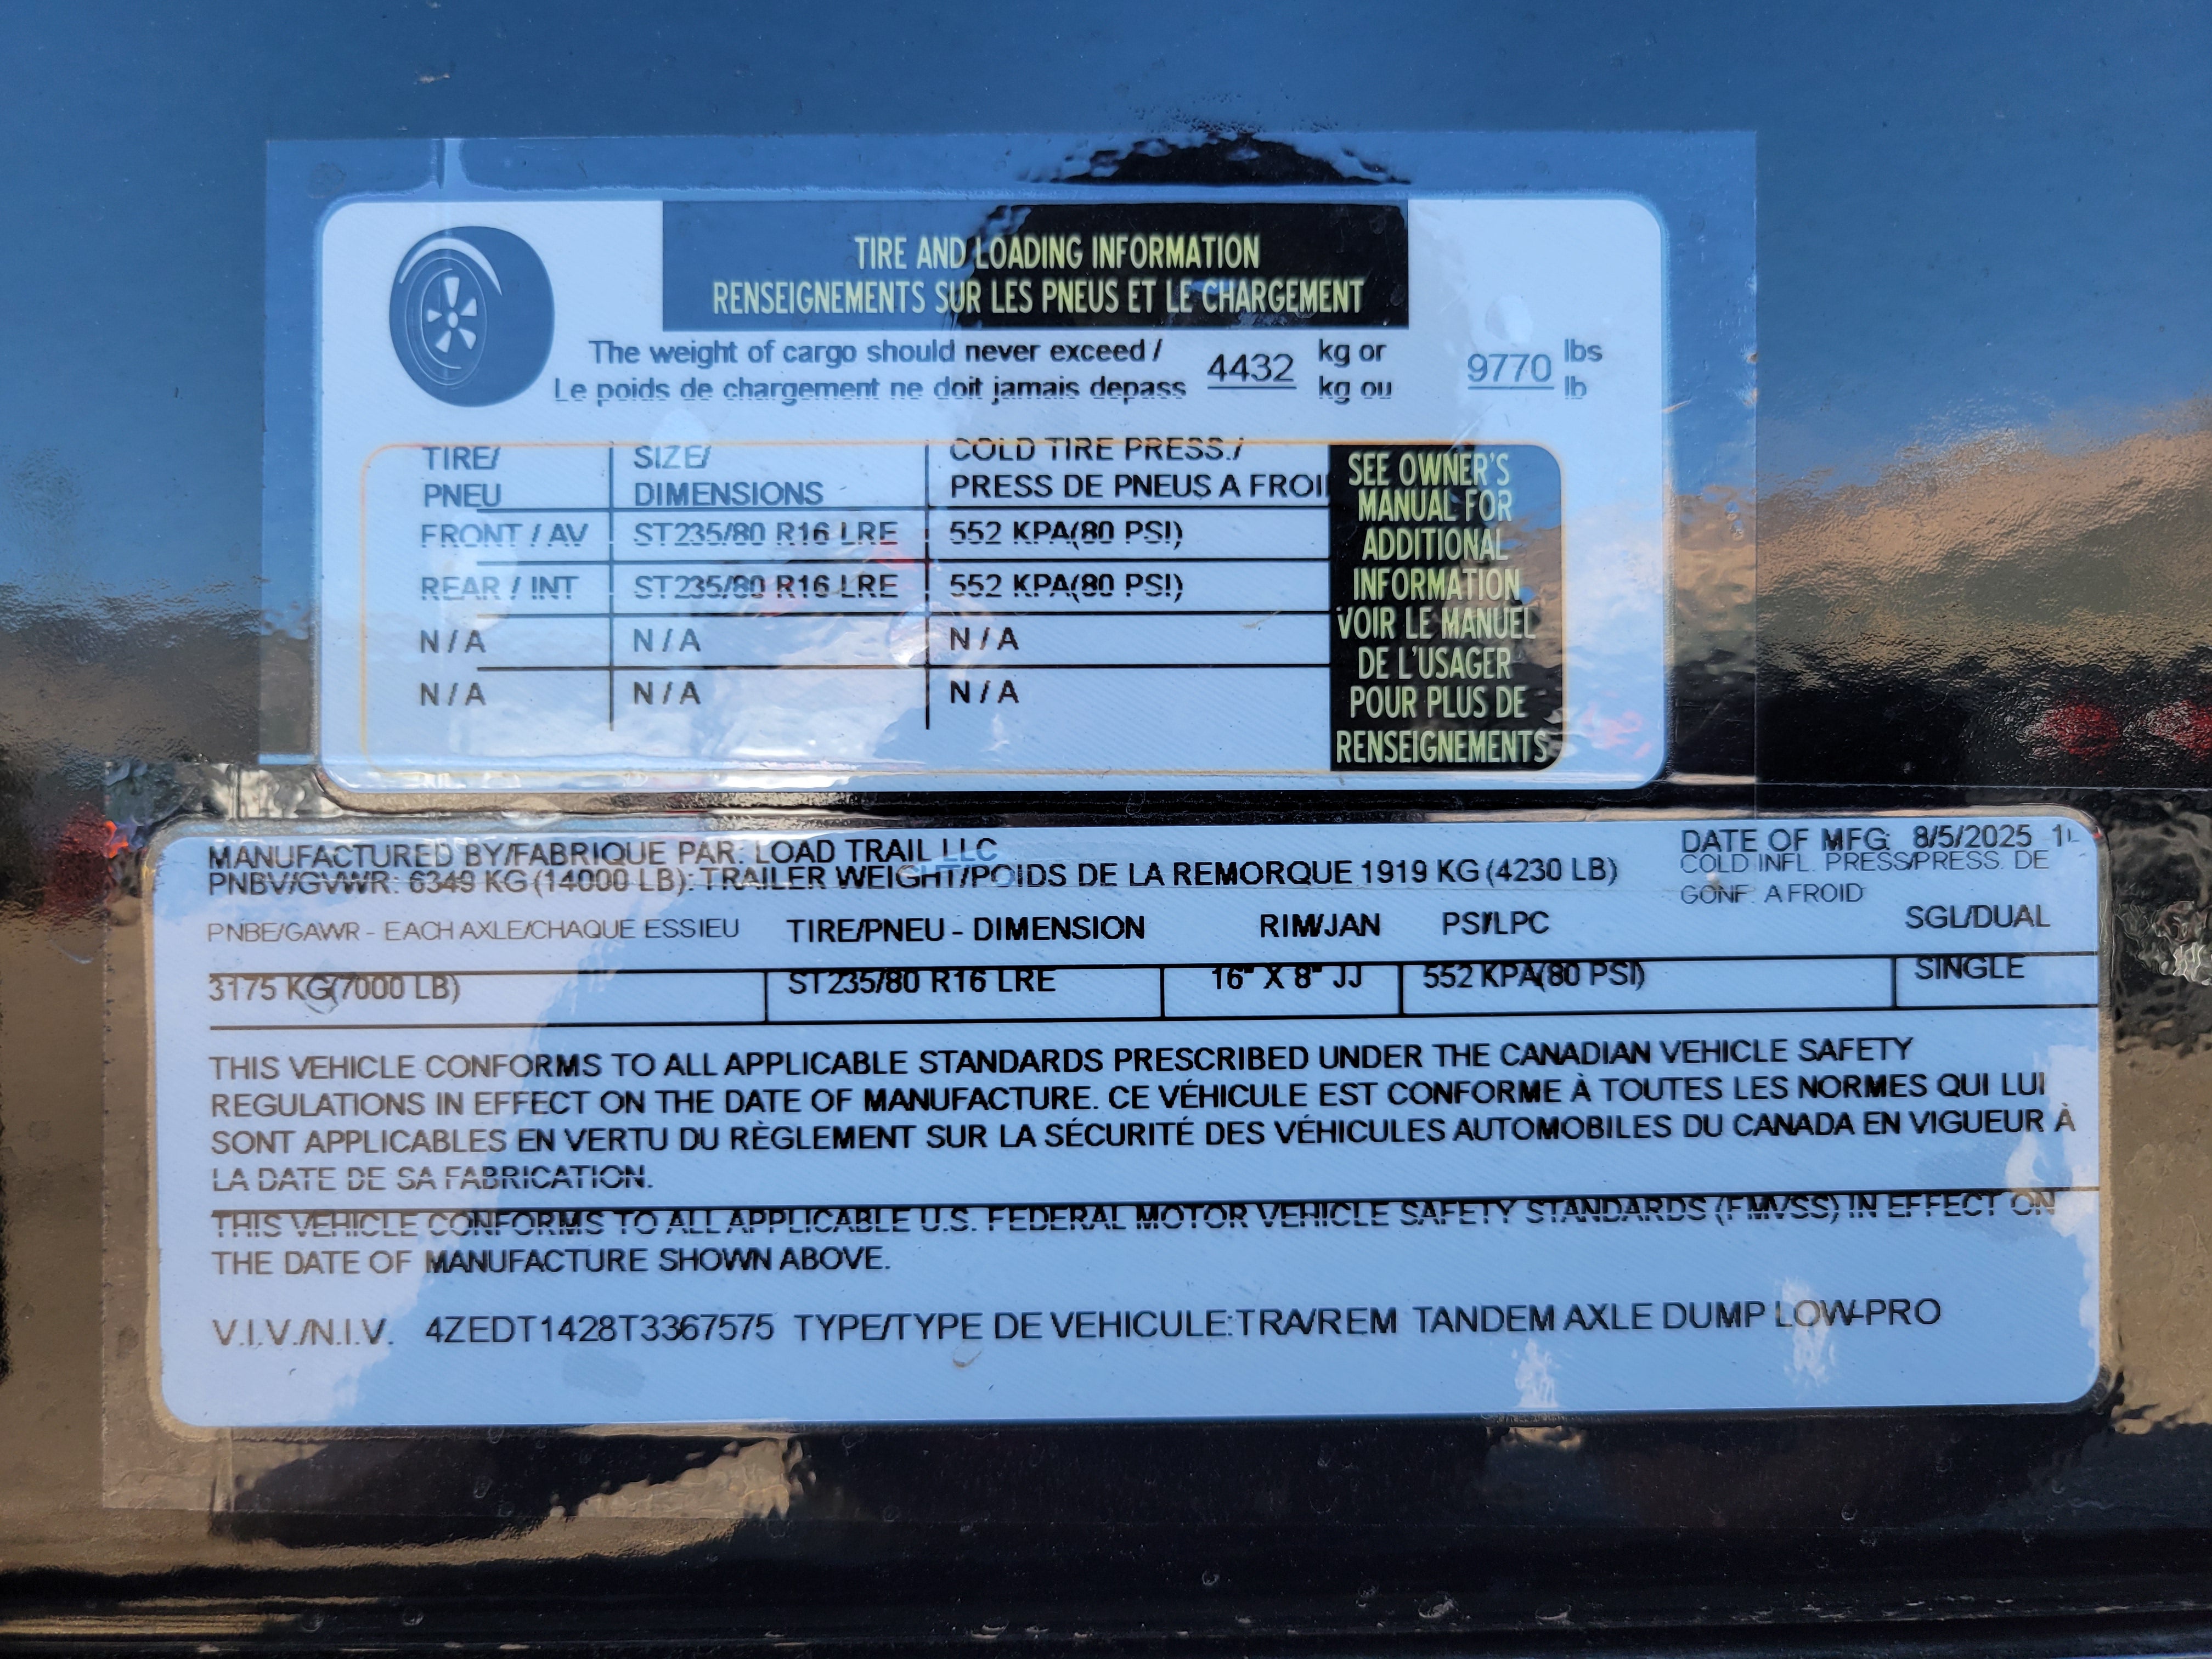 TIRE AND LOADING INFORMATION
RENSEIGNEMENTS SUR LES PNEUS ET LE CHARGEMENT
The weight of cargo should never exceed / 4432 kg or 9770 lbs
Le poids de chargement ne doit jamais depass kg ou lb
TIRE/ SIZE/ COLD TIRE PRESS./
PNEU DIMENSIONS PRESS DE PNEUS A FROI
FRONT / AV ST235/80 R16 LRE 552 KPA(80 PSI)
REAR / INT ST235/80 R16 LRE 552 KPA(80 PSI)
N / A N / A N / A
N / A N / A N / A
SEE OWNER'S
MANUAL FOR
ADDITIONAL
INFORMATION
VOIR LE MANUEL
DE L'USAGER
POUR PLUS DE
RENSEIGNEMENTS
MANUFACTURED BY/FABRIQUE PAR: LOAD TRAIL LLC DATE OF MFG: 8/5/2025
PNBV/GVWR: 6349 KG (14000 LB): TRAILER WEIGHT/POIDS DE LA REMORQUE 1919 KG (4230 LB) COLD INFL. PRESS/PRESS. DE
GONF. A FROID
PNBE/GAWR - EACH AXLE/CHAQUE ESSIEU TIRE/PNEU - DIMENSION RIM/JAN PSI/LPC SGL/DUAL
3175 KG(7000 LB) ST235/80 R16 LRE 16" X 8" JJ 552 KPA(80 PSI) SINGLE
THIS VEHICLE CONFORMS TO ALL APPLICABLE STANDARDS PRESCRIBED UNDER THE CANADIAN VEHICLE SAFETY
REGULATIONS IN EFFECT ON THE DATE OF MANUFACTURE. CE VÉHICULE EST CONFORME À TOUTES LES NORMES QUI LUI
SONT APPLICABLES EN VERTU DU RÈGLEMENT SUR LA SÉCURITÉ DES VÉHICULES AUTOMOBILES DU CANADA EN VIGUEUR À
LA DATE DE SA FABRICATION.
THIS VEHICLE CONFORMS TO ALL APPLICABLE U.S. FEDERAL MOTOR VEHICLE SAFETY STANDARDS (FMVSS) IN EFFECT ON
THE DATE OF MANUFACTURE SHOWN ABOVE.
V.I.V./N.I.V. 4ZEDT1428T3367575 TYPE/TYPE DE VEHICULE:TRA/REM TANDEM AXLE DUMP LOW-PRO